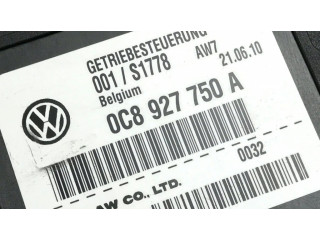 GETRIEBESTEUERUNG
001 / S1778 AW7 21.06.10
Belgium
0C8 927 750 A
0032
AW CO., LTD.